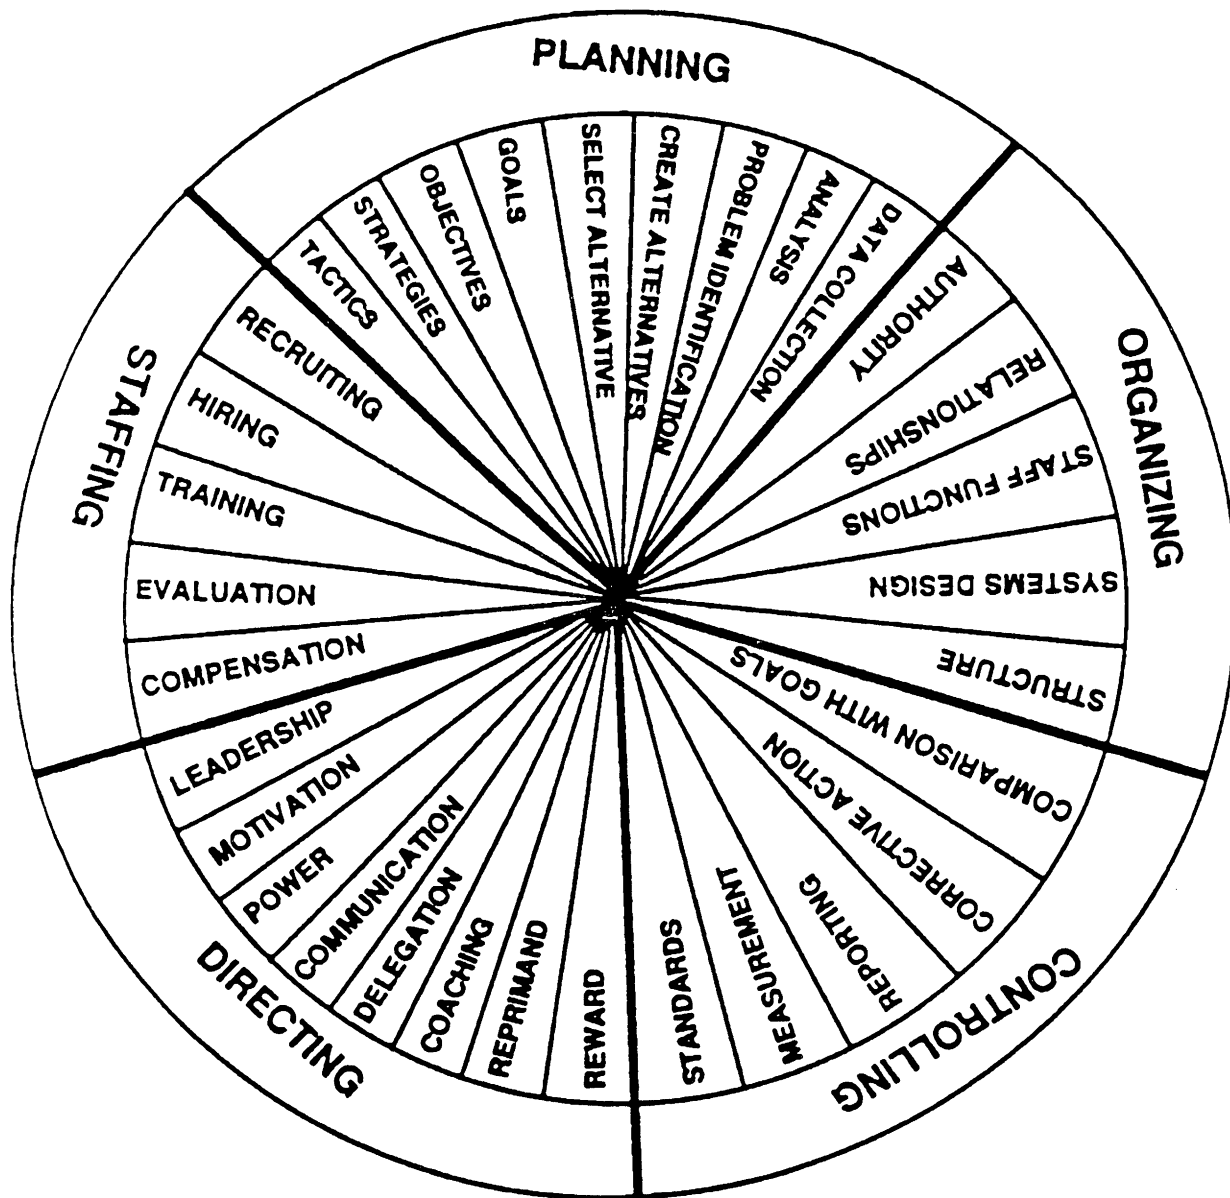 PLANNING
TACTICS
STRATEGIES
OBJECTIVES
GOALS
SELECT ALTERNATIVE
CREATE ALTERNATIVES
PROBLEM IDENTIFICATION
ANALYSIS
DATA COLLECTION
ORGANIZING
AUTHORITY
RELATIONSHIPS
STAFF FUNCTIONS
SYSTEMS DESIGN
STRUCTURE
CONTROLLING
COMPARISON WITH GOALS
CORRECTIVE ACTION
REPORTING
MEASUREMENT
STANDARDS
DIRECTING
REWARD
REPRIMAND
COACHING
DELEGATION
COMMUNICATION
POWER
MOTIVATION
LEADERSHIP
STAFFING
COMPENSATION
EVALUATION
TRAINING
HIRING
RECRUITING